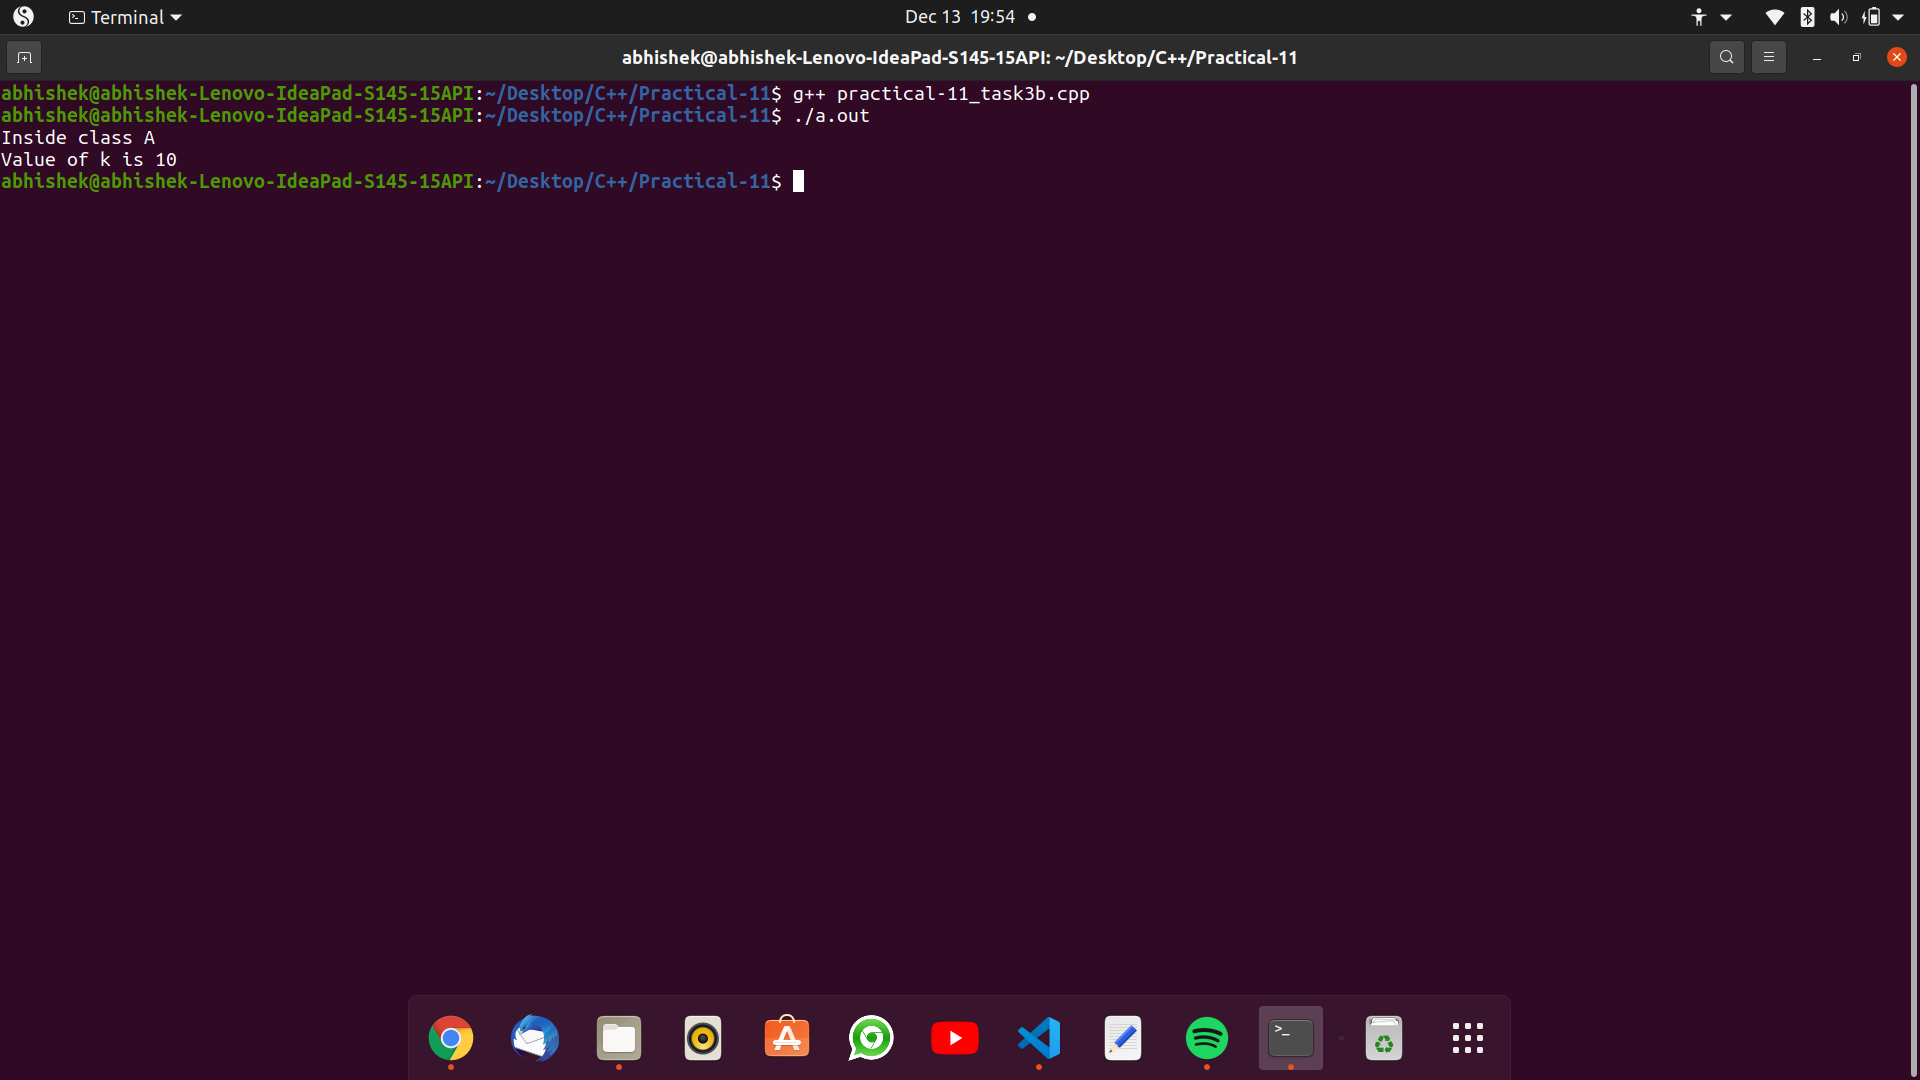 Terminal
Dec 13 19:54
abhishek@abhishek-Lenovo-IdeaPad-S145-15API: ~/Desktop/C++/Practical-11
abhishek@abhishek-Lenovo-IdeaPad-S145-15API:~/Desktop/C++/Practical-11$ g++ practical-11_task3b.cpp
abhishek@abhishek-Lenovo-IdeaPad-S145-15API:~/Desktop/C++/Practical-11$ ./a.out
Inside class A
Value of k is 10
abhishek@abhishek-Lenovo-IdeaPad-S145-15API:~/Desktop/C++/Practical-11$